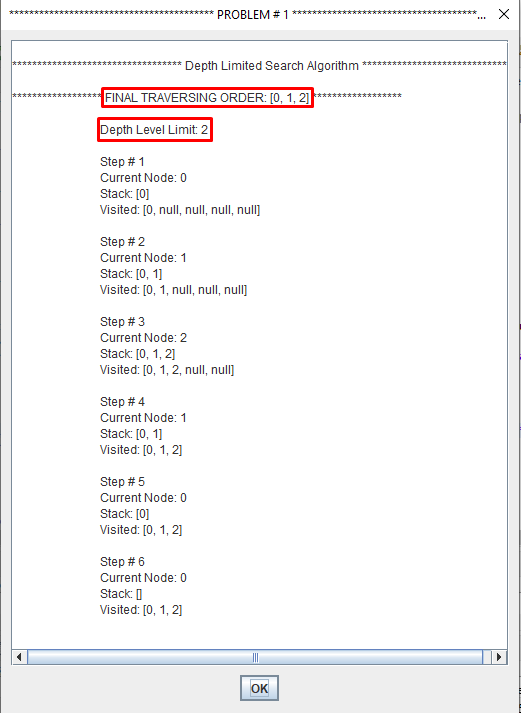 ***************************************** PROBLEM # 1 *************************************...
********************************** Depth Limited Search Algorithm *****************************
****************** FINAL TRAVERSING ORDER: [0, 1, 2] ******************
Depth Level Limit: 2
Step # 1
Current Node: 0
Stack: [0]
Visited: [0, null, null, null, null]
Step # 2
Current Node: 1
Stack: [0, 1]
Visited: [0, 1, null, null, null]
Step # 3
Current Node: 2
Stack: [0, 1, 2]
Visited: [0, 1, 2, null, null]
Step # 4
Current Node: 1
Stack: [0, 1]
Visited: [0, 1, 2]
Step # 5
Current Node: 0
Stack: [0]
Visited: [0, 1, 2]
Step # 6
Current Node: 0
Stack: []
Visited: [0, 1, 2]
OK